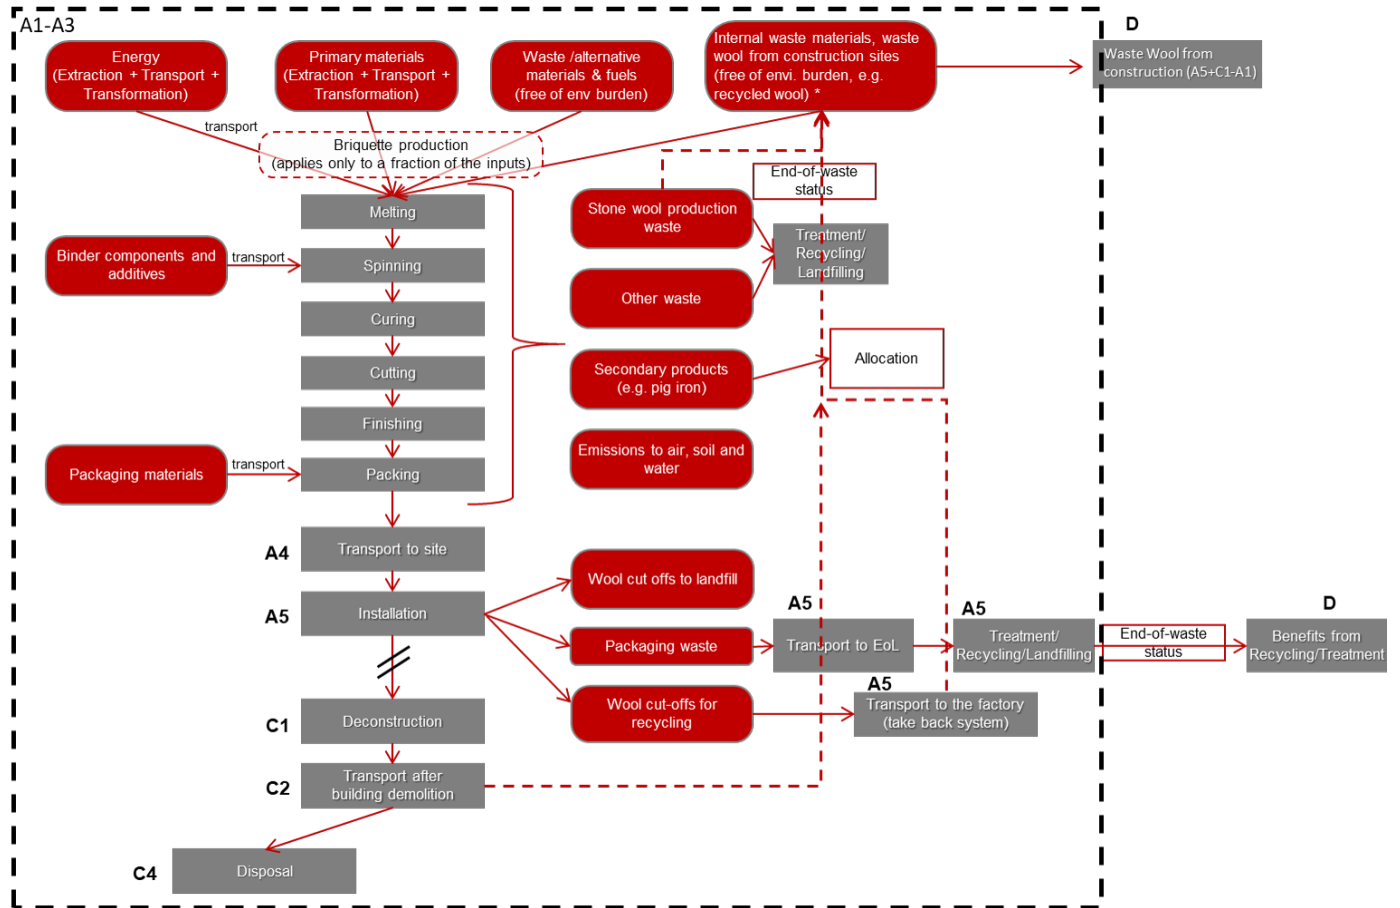 A1-A3
D
Energy
(Extraction + Transport +
Transformation)
Primary materials
(Extraction + Transport +
Transformation)
Waste /alternative
materials & fuels
(free of env burden)
Internal waste materials, waste
wool from construction sites
(free of envi. burden, e.g.
recycled wool) *
Waste Wool from
construction (A5+C1-A1)
transport
Briquette production
(applies only to a fraction of the inputs)
End-of-waste
status
Melting
Stone wool production
waste
Treatment/
Recycling/
Landfilling
Binder components and
additives
transport
Spinning
Other waste
Curing
Allocation
Cutting
Secondary products
(e.g. pig iron)
Finishing
Emissions to air, soil and
water
Packaging materials
transport
Packing
A4
Transport to site
Wool cut offs to landfill
A5
Installation
A5
A5
D
Packaging waste
Transport to EoL
Treatment/
Recycling/Landfilling
End-of-waste
status
Benefits from
Recycling/Treatment
A5
Wool cut-offs for
recycling
Transport to the factory
(take back system)
C1
Deconstruction
C2
Transport after
building demolition
C4
Disposal